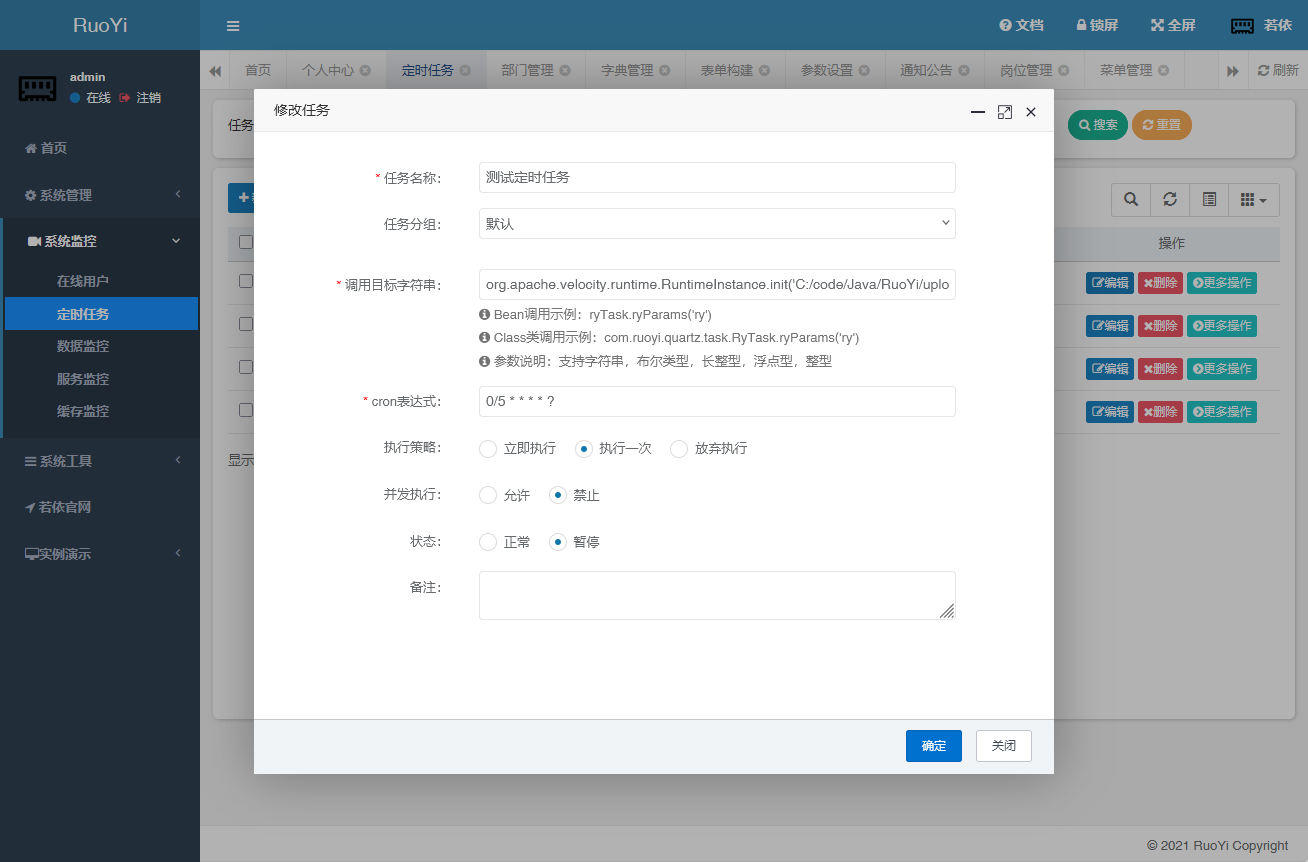 RuoYi
文档 锁屏 全屏 若依
admin
在线 注销
首页 个人中心 定时任务 部门管理 字典管理 表单构建 参数设置 通知公告 岗位管理 菜单管理 刷新
首页
系统管理
系统监控
在线用户
定时任务
数据监控
服务监控
缓存监控
系统工具
若依官网
实例演示
任务
搜索 重置
操作
编辑 删除 更多操作
编辑 删除 更多操作
编辑 删除 更多操作
编辑 删除 更多操作
显示
修改任务
* 任务名称: 测试定时任务
任务分组: 默认
* 调用目标字符串: org.apache.velocity.runtime.RuntimeInstance.init('C:/code/Java/RuoYi/uplo
Bean调用示例：ryTask.ryParams('ry')
Class类调用示例：com.ruoyi.quartz.task.RyTask.ryParams('ry')
参数说明：支持字符串，布尔类型，长整型，浮点型，整型
* cron表达式: 0/5 * * * * ?
执行策略: 立即执行 执行一次 放弃执行
并发执行: 允许 禁止
状态: 正常 暂停
备注:
确定 关闭
© 2021 RuoYi Copyright